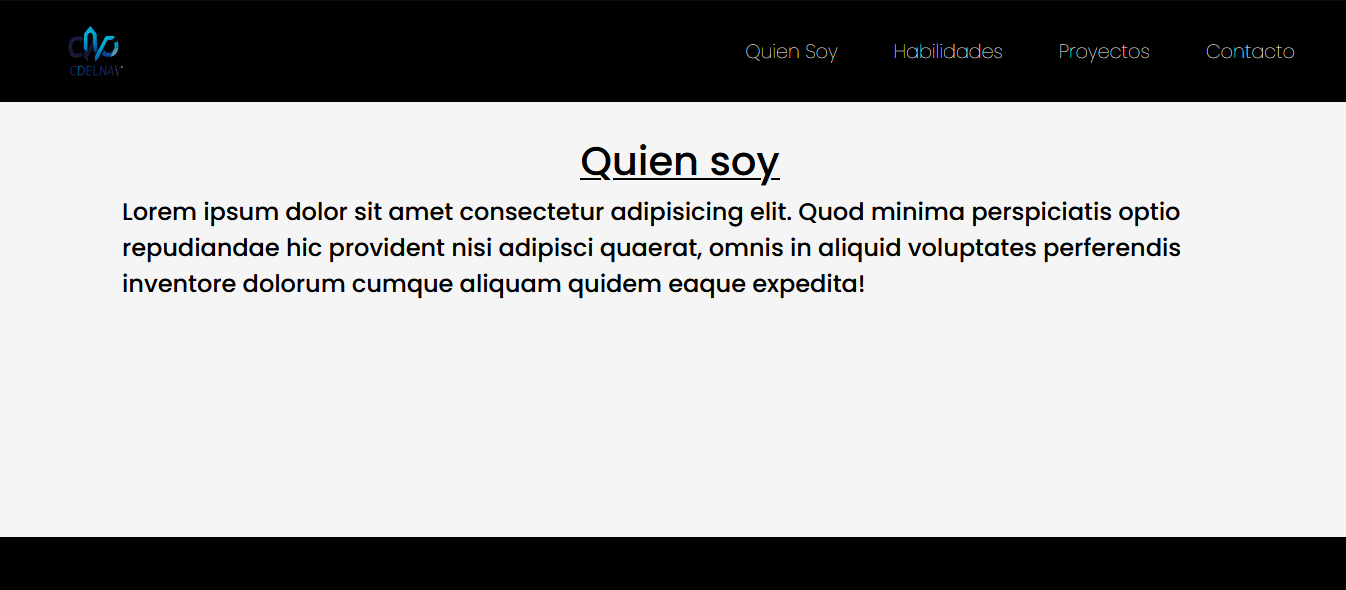 CDELNAV
Quien Soy
Habilidades
Proyectos
Contacto
Quien soy
Lorem ipsum dolor sit amet consectetur adipisicing elit. Quod minima perspiciatis optio
repudiandae hic provident nisi adipisci quaerat, omnis in aliquid voluptates perferendis
inventore dolorum cumque aliquam quidem eaque expedita!